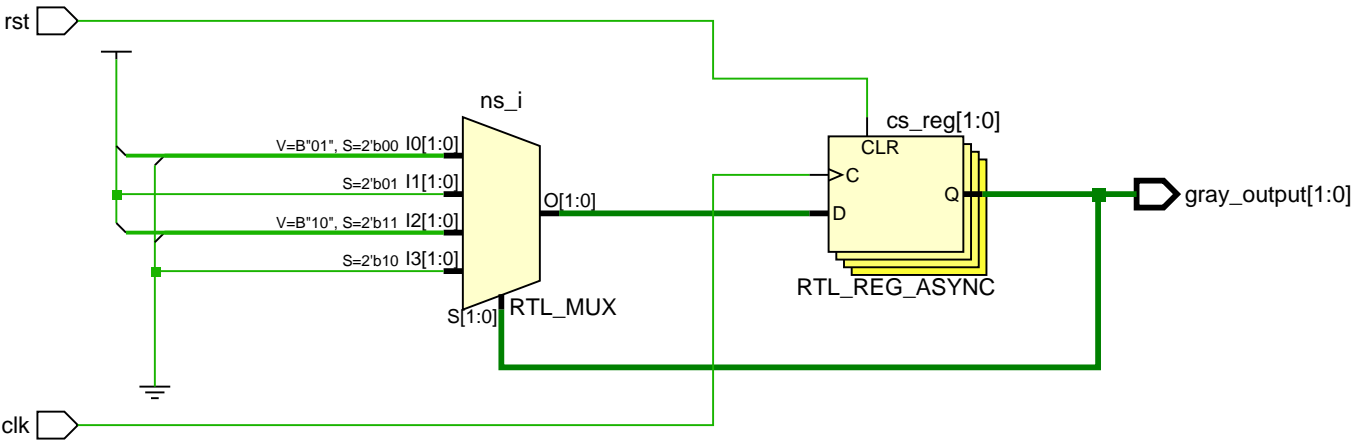 rst
ns_i
cs_reg[1:0]
V=B"01", S=2'b00 I0[1:0]
CLR
S=2'b01 I1[1:0]
C
O[1:0]
Q
gray_output[1:0]
V=B"10", S=2'b11 I2[1:0]
D
S=2'b10 I3[1:0]
RTL_REG_ASYNC
S[1:0]
RTL_MUX
clk